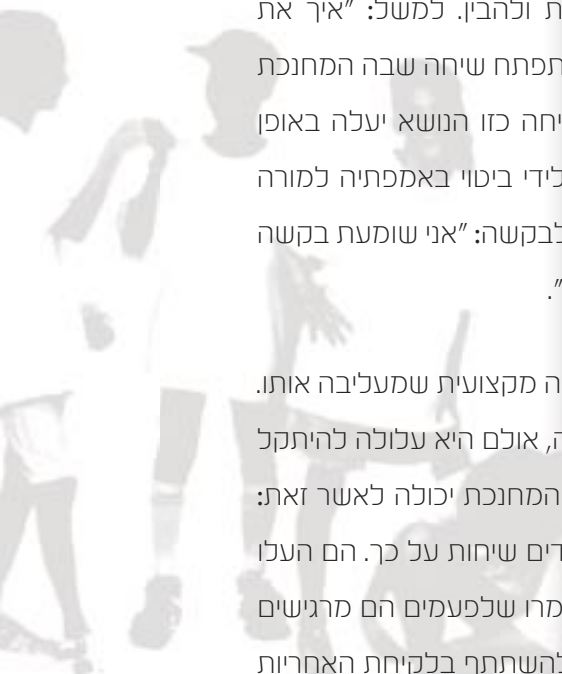 ת ולהבין. למשל: "איך את
תפתח שיחה שבה המחנכת
יחה כזו הנושא יעלה באופן
לידי ביטוי באמפתיה למורה
לבקשה: "אני שומעת בקשה
".
ה מקצועית שמעליבה אותו.
ה, אולם היא עלולה להיתקל
המחנכת יכולה לאשר זאת:
דים שיחות על כך. הם העלו
מרו שלפעמים הם מרגישים
להשתתף בלקיחת האחריות